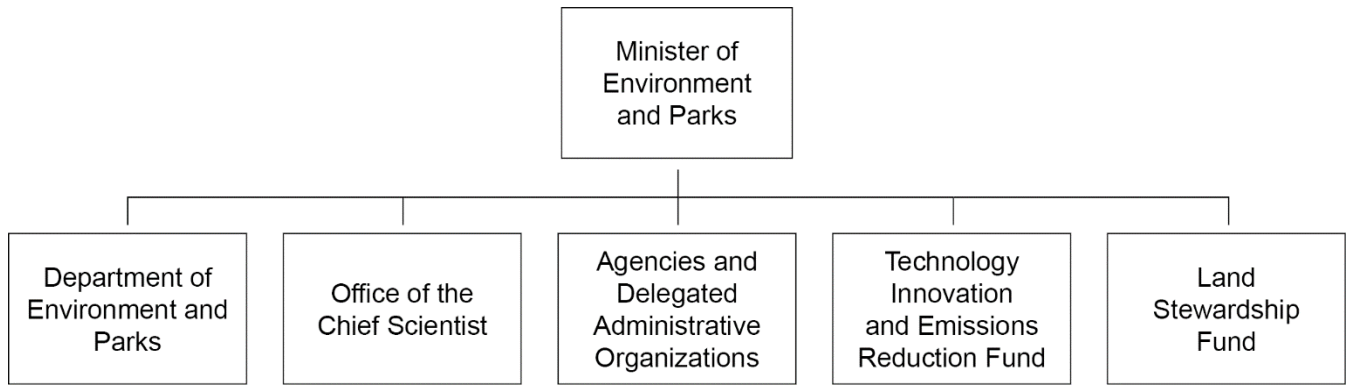 Minister of
Environment
and Parks
Department of
Environment and
Parks
Office of the
Chief Scientist
Agencies and
Delegated
Administrative
Organizations
Technology
Innovation
and Emissions
Reduction Fund
Land
Stewardship
Fund